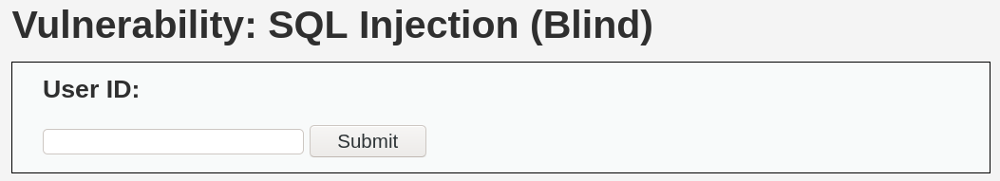 Vulnerability: SQL Injection (Blind)
User ID:
Submit